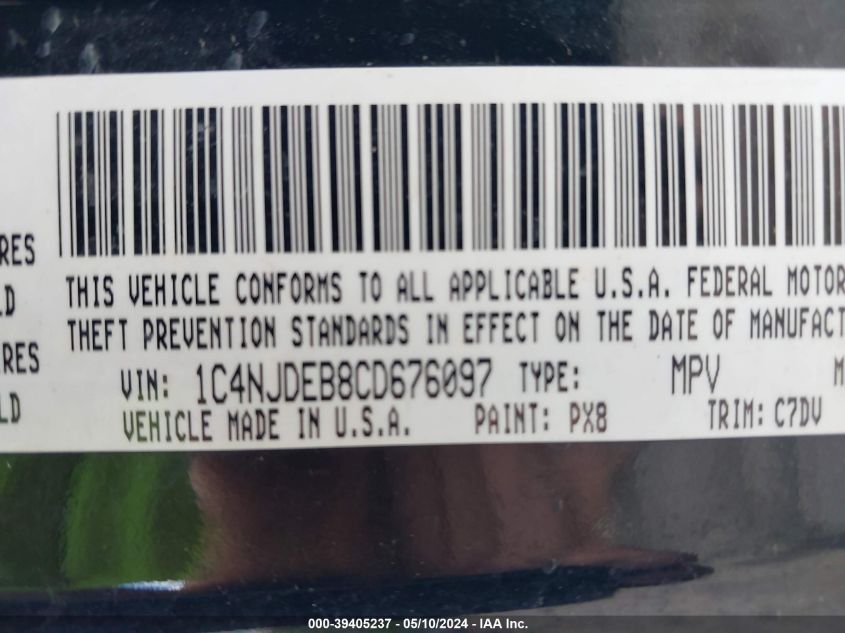 RES
LD
RES
LD
THIS VEHICLE CONFORMS TO ALL APPLICABLE U.S.A. FEDERAL MOTOR
THEFT PREVENTION STANDARDS IN EFFECT ON THE DATE OF MANUFACT
VIN: 1C4NJDEB8CD676097 TYPE: MPV M
VEHICLE MADE IN U.S.A. PAINT: PX8 TRIM: C7DV
000-39405237 - 05/10/2024 - IAA Inc.